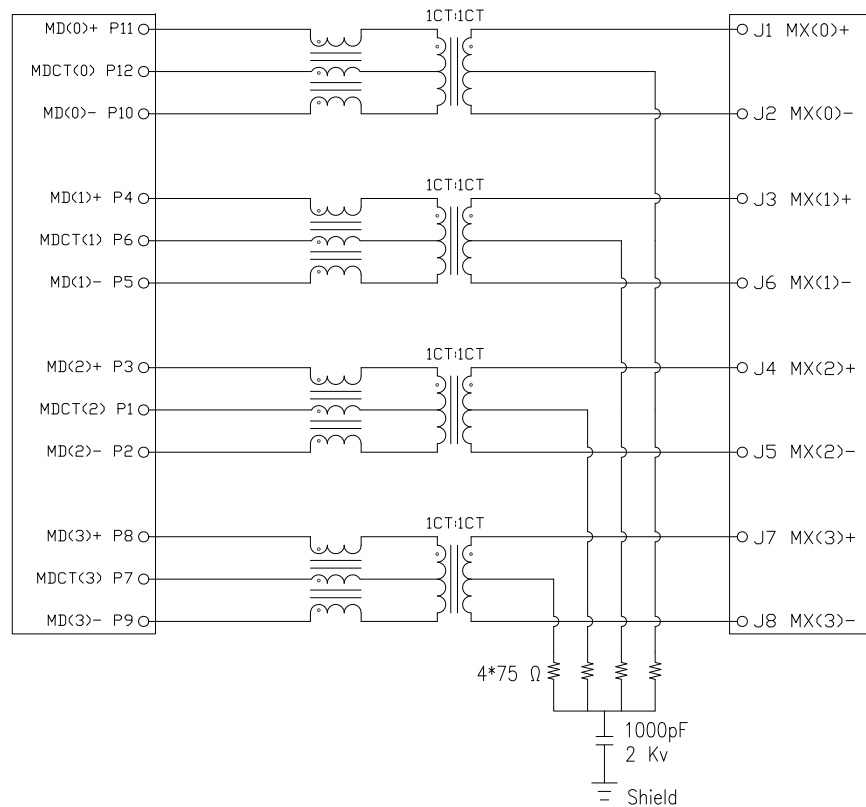 1CT:1CT
MD(0)+ P11
J1 MX(0)+
MDCT(0) P12
MD(0)- P10
J2 MX(0)-
1CT:1CT
MD(1)+ P4
J3 MX(1)+
MDCT(1) P6
MD(1)- P5
J6 MX(1)-
1CT:1CT
MD(2)+ P3
J4 MX(2)+
MDCT(2) P1
MD(2)- P2
J5 MX(2)-
1CT:1CT
MD(3)+ P8
J7 MX(3)+
MDCT(3) P7
MD(3)- P9
J8 MX(3)-
4*75 Ω
1000pF
2 Kv
Shield